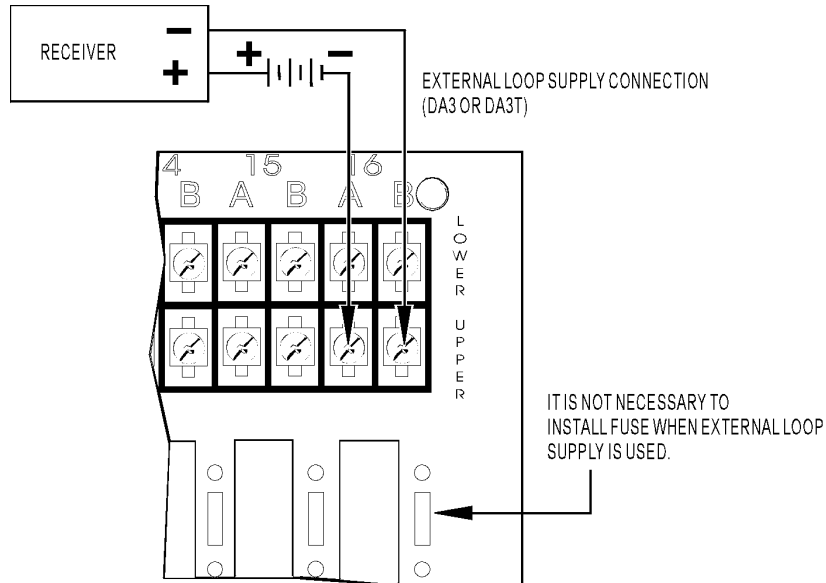 RECEIVER
−
+
+
−
EXTERNAL LOOP SUPPLY CONNECTION
(DA3 OR DA3T)
4 15 16
B A B A B
LOWER
UPPER
IT IS NOT NECESSARY TO
INSTALL FUSE WHEN EXTERNAL LOOP
SUPPLY IS USED.